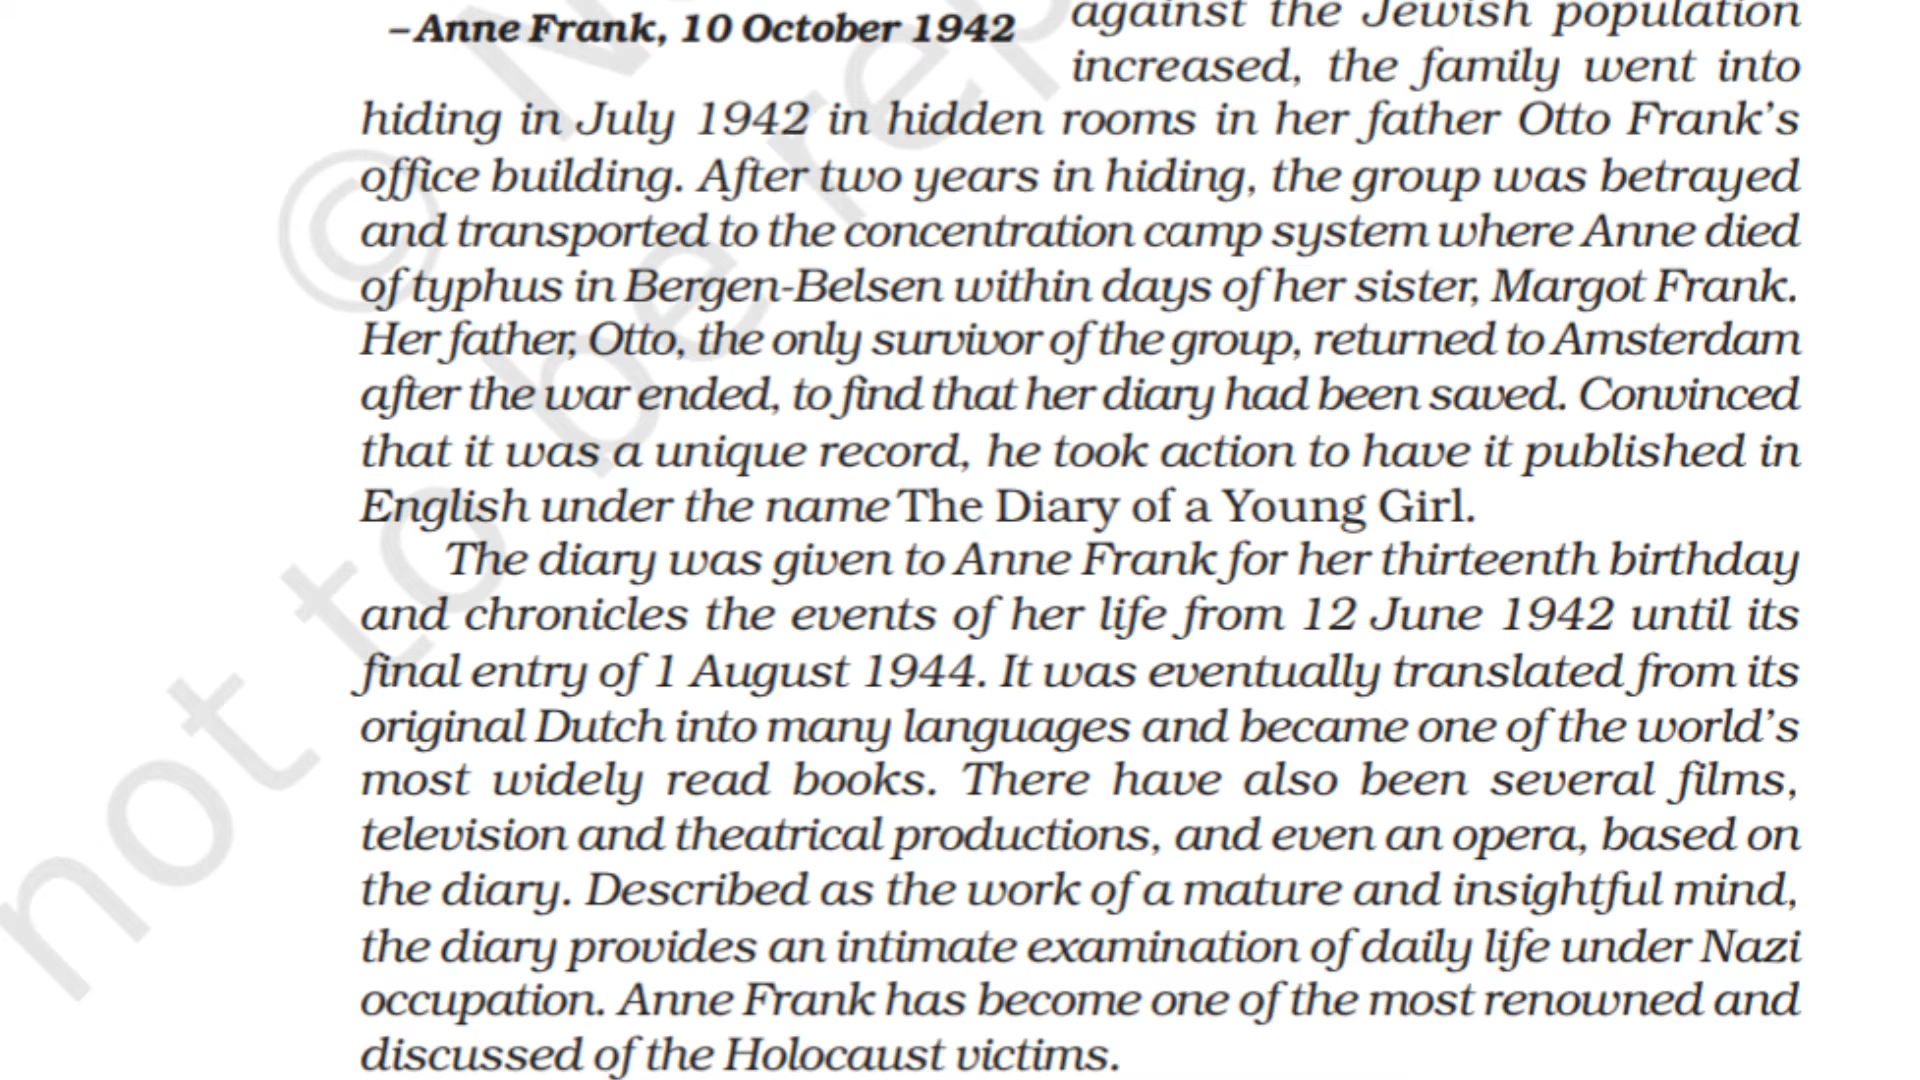 –Anne Frank, 10 October 1942
against the Jewish population
increased, the family went into
hiding in July 1942 in hidden rooms in her father Otto Frank’s
office building. After two years in hiding, the group was betrayed
and transported to the concentration camp system where Anne died
of typhus in Bergen-Belsen within days of her sister, Margot Frank.
Her father, Otto, the only survivor of the group, returned to Amsterdam
after the war ended, to find that her diary had been saved. Convinced
that it was a unique record, he took action to have it published in
English under the name The Diary of a Young Girl.
The diary was given to Anne Frank for her thirteenth birthday
and chronicles the events of her life from 12 June 1942 until its
final entry of 1 August 1944. It was eventually translated from its
original Dutch into many languages and became one of the world’s
most widely read books. There have also been several films,
television and theatrical productions, and even an opera, based on
the diary. Described as the work of a mature and insightful mind,
the diary provides an intimate examination of daily life under Nazi
occupation. Anne Frank has become one of the most renowned and
discussed of the Holocaust victims.
© N
not to be rep